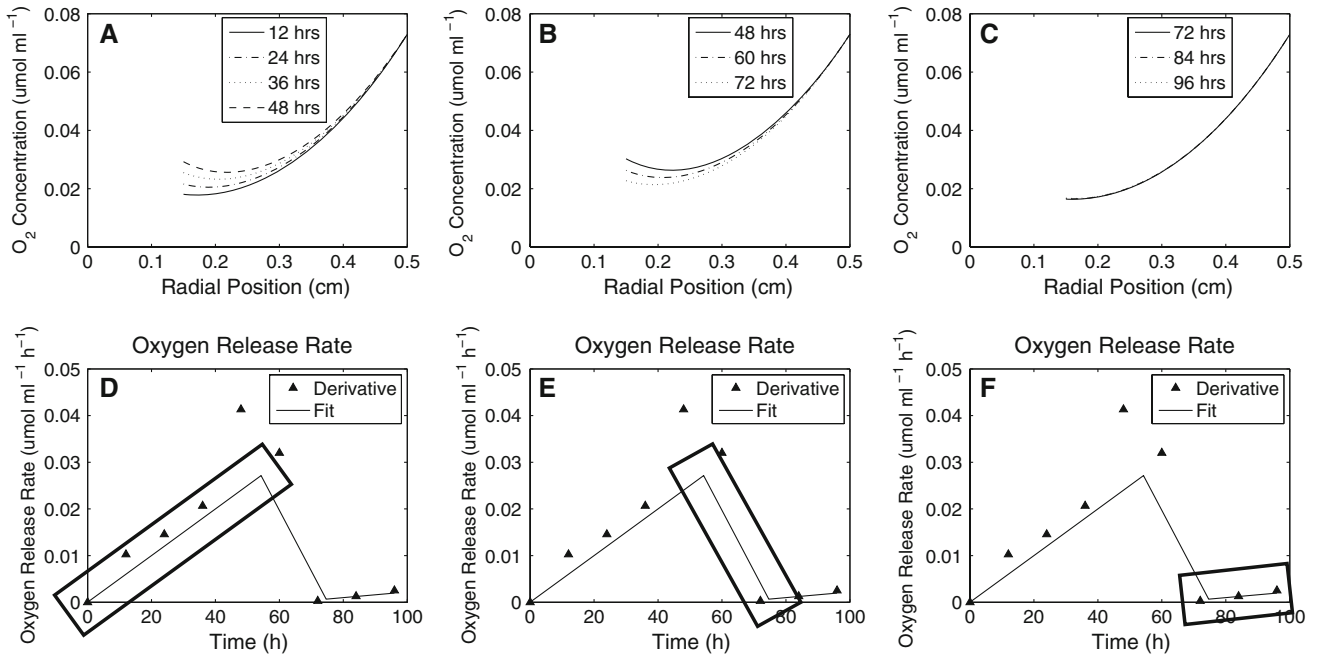 A
12 hrs
24 hrs
36 hrs
48 hrs
O2 Concentration (umol ml−1)
0.08
0.06
0.04
0.02
0
0 0.1 0.2 0.3 0.4 0.5
Radial Position (cm)
B
48 hrs
60 hrs
72 hrs
O2 Concentration (umol ml−1)
0.08
0.06
0.04
0.02
0
0 0.1 0.2 0.3 0.4 0.5
Radial Position (cm)
C
72 hrs
84 hrs
96 hrs
O2 Concentration (umol ml−1)
0.08
0.06
0.04
0.02
0
0 0.1 0.2 0.3 0.4 0.5
Radial Position (cm)
Oxygen Release Rate
D
Derivative
Fit
Oxygen Release Rate (umol ml−1 h−1)
0.05
0.04
0.03
0.02
0.01
0
0 20 40 60 80 100
Time (h)
Oxygen Release Rate
E
Derivative
Fit
Oxygen Release Rate (umol ml−1 h−1)
0.05
0.04
0.03
0.02
0.01
0
0 20 40 60 80 100
Time (h)
Oxygen Release Rate
F
Derivative
Fit
Oxygen Release Rate (umol ml−1 h−1)
0.05
0.04
0.03
0.02
0.01
0
0 20 40 60 80 100
Time (h)